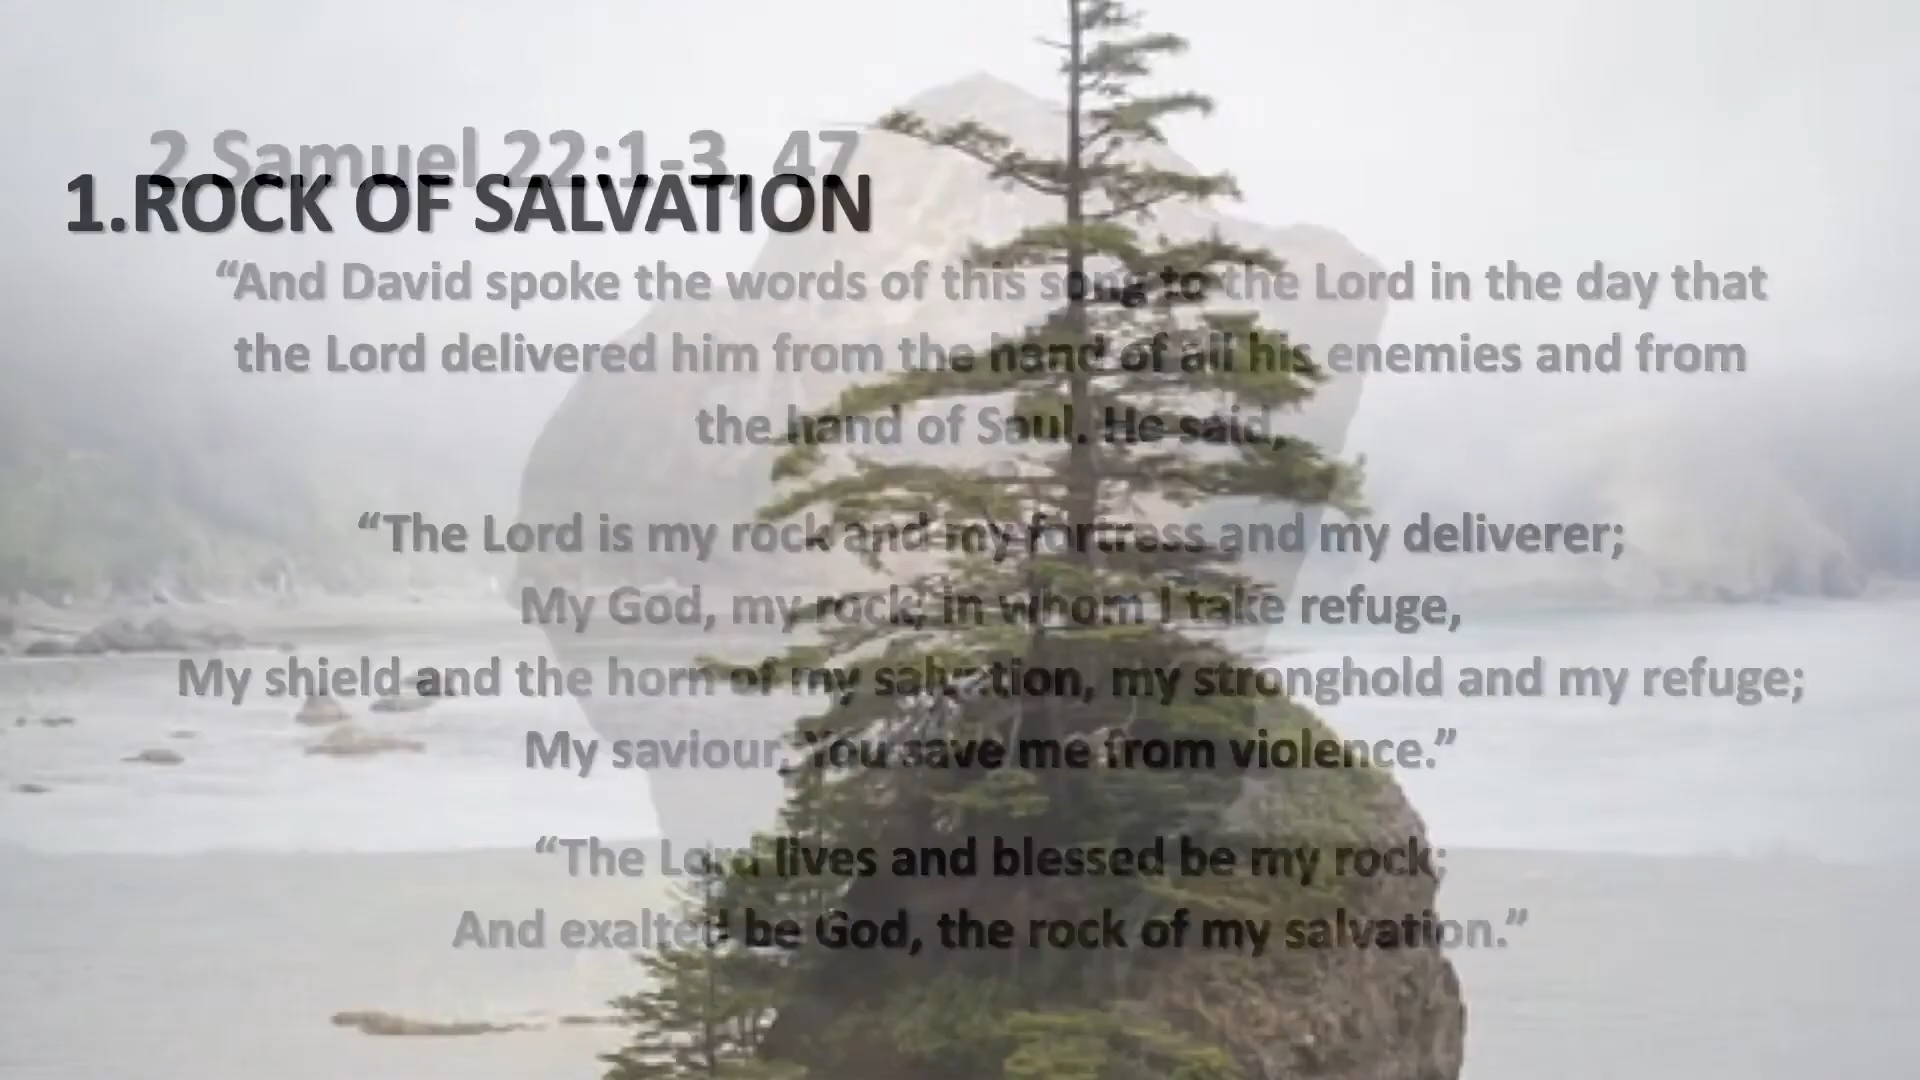 2 Samuel 22:1-3, 47
1.ROCK OF SALVATION
“And David spoke the words of this song to the Lord in the day that
the Lord delivered him from the hand of all his enemies and from
the hand of Saul. He said,
“The Lord is my rock and my fortress and my deliverer;
My God, my rock, in whom I take refuge,
My shield and the horn of my salvation, my stronghold and my refuge;
My saviour, You save me from violence.”
“The Lord lives and blessed be my rock;
And exalted be God, the rock of my salvation.”